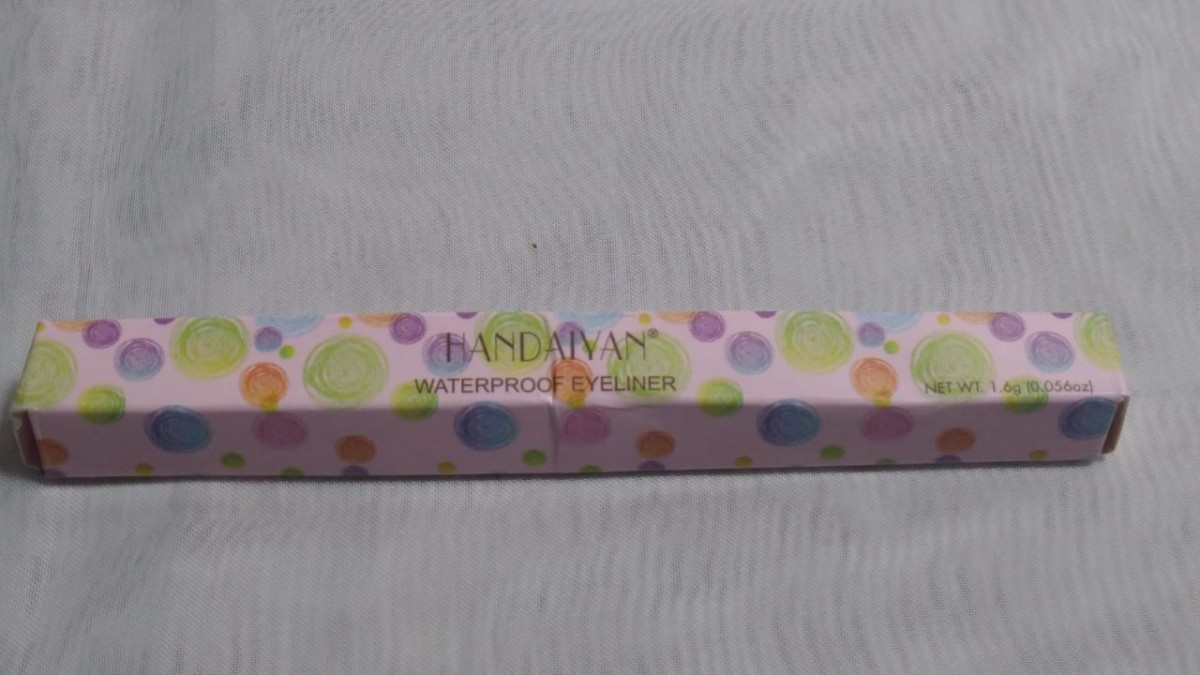 HANDAIYAN®
WATERPROOF EYELINER
NET WT. 1.6g (0.056oz)